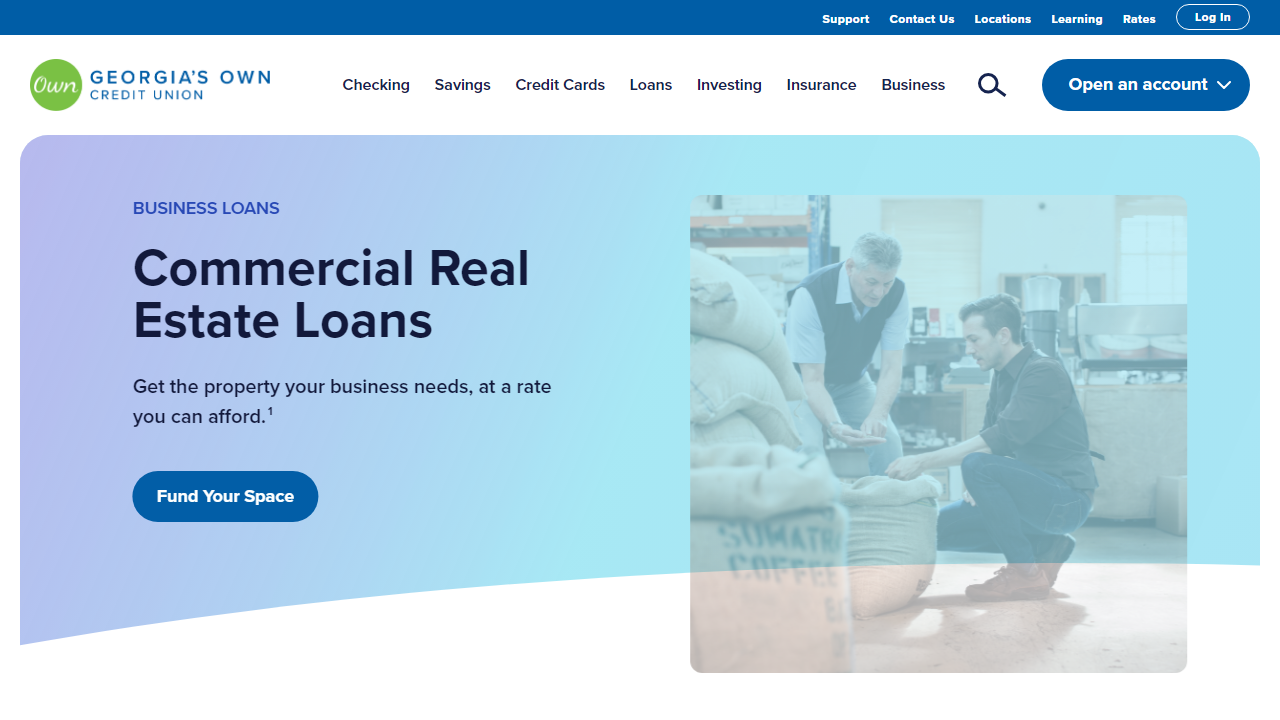 Support Contact Us Locations Learning Rates Log In
Own GEORGIA'S OWN
CREDIT UNION
Checking Savings Credit Cards Loans Investing Insurance Business Open an account
BUSINESS LOANS
Commercial Real
Estate Loans
Get the property your business needs, at a rate
you can afford.¹
Fund Your Space
SUMATR
COFFEE